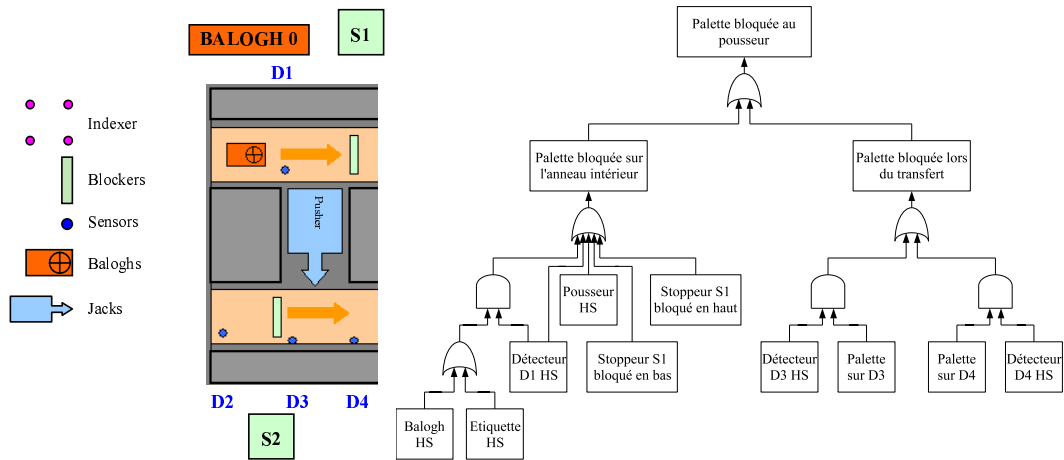 BALOGH 0
S1
D1
Indexer
Blockers
Sensors
Baloghs
Jacks
Pusher
D2
D3
D4
S2
Palette bloquée au
pousseur
Palette bloquée sur
l'anneau intérieur
Palette bloquée lors
du transfert
Pousseur
HS
Stoppeur S1
bloqué en haut
Détecteur
D1 HS
Stoppeur S1
bloqué en bas
Détecteur
D3 HS
Palette
sur D3
Palette
sur D4
Détecteur
D4 HS
Balogh
HS
Etiquette
HS